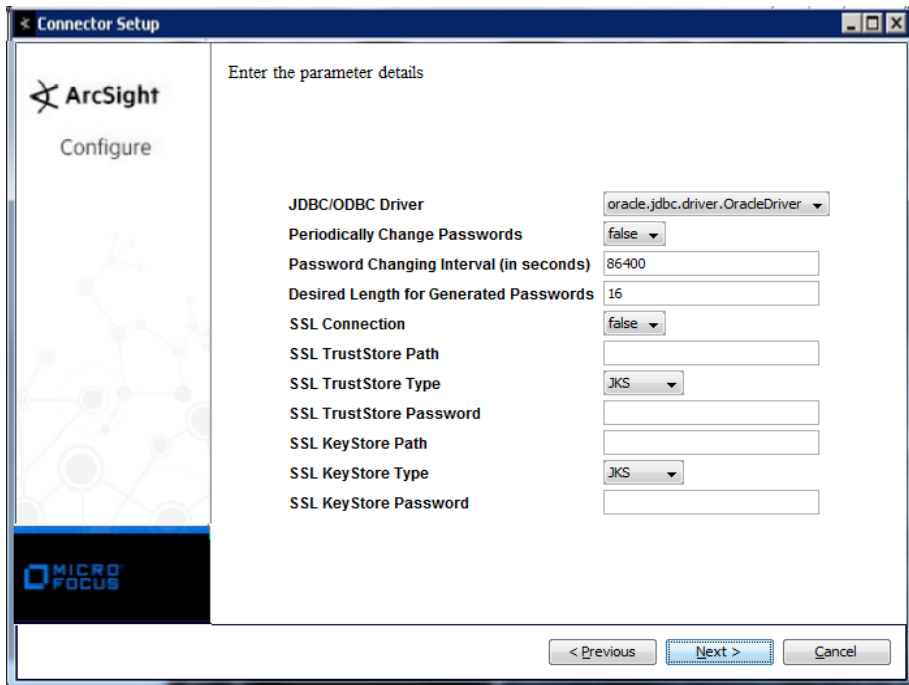 Connector Setup
ArcSight
Configure
Enter the parameter details
JDBC/ODBC Driver oracle.jdbc.driver.OracleDriver
Periodically Change Passwords false
Password Changing Interval (in seconds) 86400
Desired Length for Generated Passwords 16
SSL Connection false
SSL TrustStore Path
SSL TrustStore Type JKS
SSL TrustStore Password
SSL KeyStore Path
SSL KeyStore Type JKS
SSL KeyStore Password
MICRO
FOCUS
< Previous Next > Cancel